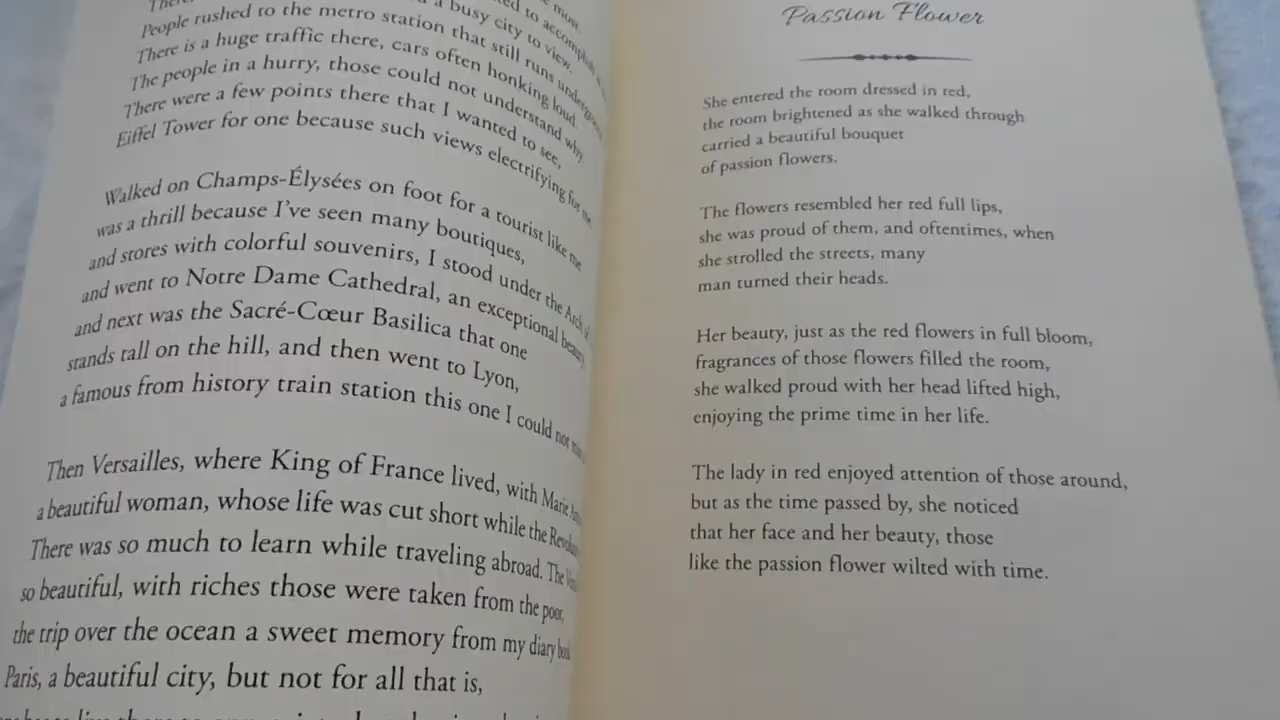 People rushed to the metro station that still runs underground
There is a huge traffic there, cars often honking loud.
The people in a hurry, those could not understand why
There were a few points there that I wanted to see,
Eiffel Tower for one because such views electrifying for me
Walked on Champs-Élysées on foot for a tourist like me
was a thrill because I've seen many boutiques,
and stores with colorful souvenirs, I stood under the Arch
and went to Notre Dame Cathedral, an exceptional beauty
and next was the Sacré-Cœur Basilica that one
stands tall on the hill, and then went to Lyon,
a famous from history train station this one I could not
Then Versailles, where King of France lived, with Marie
a beautiful woman, whose life was cut short while the
There was so much to learn while traveling abroad. The
so beautiful, with riches those were taken from the poor,
the trip over the ocean a sweet memory from my diary book
Paris, a beautiful city, but not for all that is,
Passion Flower
She entered the room dressed in red,
the room brightened as she walked through
carried a beautiful bouquet
of passion flowers.
The flowers resembled her red full lips,
she was proud of them, and oftentimes, when
she strolled the streets, many
man turned their heads.
Her beauty, just as the red flowers in full bloom,
fragrances of those flowers filled the room,
she walked proud with her head lifted high,
enjoying the prime time in her life.
The lady in red enjoyed attention of those around,
but as the time passed by, she noticed
that her face and her beauty, those
like the passion flower wilted with time.